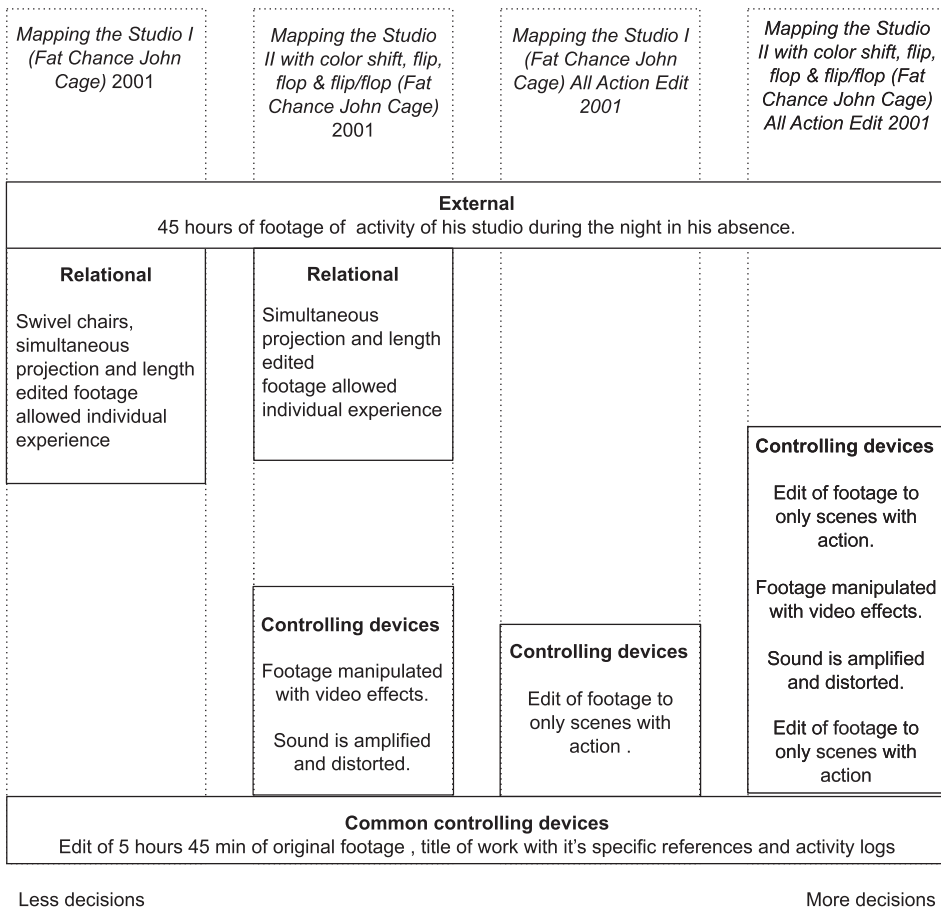 Mapping the Studio I
(Fat Chance John
Cage) 2001
Mapping the Studio
II with color shift, flip,
flop & flip/flop (Fat
Chance John Cage)
2001
Mapping the Studio I
(Fat Chance John
Cage) All Action Edit
2001
Mapping the Studio
II with color shift, flip,
flop & flip/flop (Fat
Chance John Cage)
All Action Edit 2001
External
45 hours of footage of activity of his studio during the night in his absence.
Relational
Swivel chairs,
simultaneous
projection and length
edited footage
allowed individual
experience
Relational
Simultaneous
projection and length
edited
footage allowed
individual experience
Controlling devices
Footage manipulated
with video effects.
Sound is amplified
and distorted.
Controlling devices
Edit of footage to
only scenes with
action .
Controlling devices
Edit of footage to
only scenes with
action.
Footage manipulated
with video effects.
Sound is amplified
and distorted.
Edit of footage to
only scenes with
action
Common controlling devices
Edit of 5 hours 45 min of original footage , title of work with it's specific references and activity logs
Less decisions
More decisions